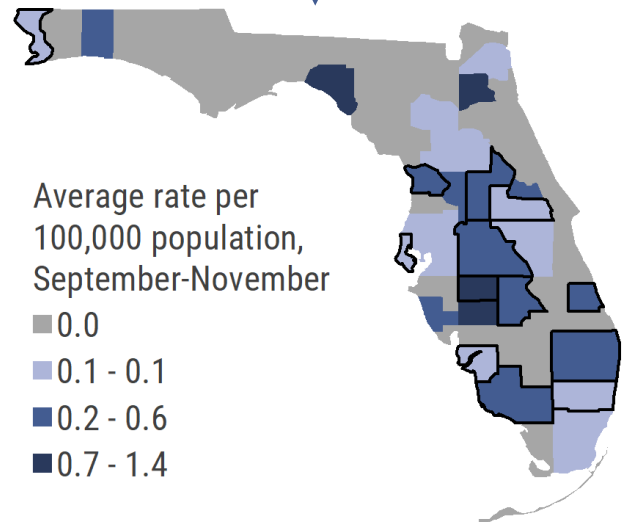 Average rate per
100,000 population,
September-November
0.0
0.1 - 0.1
0.2 - 0.6
0.7 - 1.4